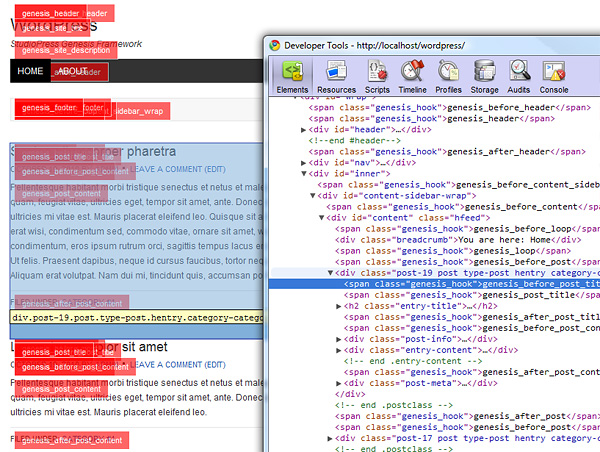 genesis_header
header
WordPress
genesis_site
StudioPress Genesis Framework
genesis_site_description
HOME
ABOUT
header
genesis_footer
footer
sidebar_wrap
pharetra
genesis_post_title
genesis_before_post_content
LEAVE A COMMENT (EDIT)
genesis_post_content
Pellentesque habitant morbi tristique senectus et netus et male
quam, feugiat vitae, ultricies eget, tempor sit amet, ante. Donec
ultricies mi vitae est. Mauris placerat eleifend leo. Quisque sit a
erat wisi, condimentum sed, commodo vitae, ornare sit amet, w
condimentum, eros ipsum rutrum orci, sagittis tempus lacus en
Ut felis. Praesent dapibus, neque id cursus faucibus, tortor neq
Aliquam erat volutpat. Nam dui mi, tincidunt quis, accumsan po
genesis_after_post_content
div.post-19.post.type-post.hentry.category-catego
olor sit amet
genesis_post_title
genesis_before_post_content
LEAVE A COMMENT (EDIT)
genesis_post_content
Pellentesque habitant morbi tristique senectus et netus et male
quam, feugiat vitae, ultricies eget, tempor sit amet, ante. Donec
ultricies mi vitae est. Mauris placerat eleifend leo.
genesis_after_post_content
Developer Tools - http://localhost/wordpress/
Elements Resources Scripts Timeline Profiles Storage Audits Console
<span class="genesis_hook">genesis_before_header</span>
<span class="genesis_hook">genesis_header</span>
<div id="header">…</div>
<!--end #header-->
<span class="genesis_hook">genesis_after_header</span>
<div id="nav">…</div>
<div id="inner">
<span class="genesis_hook">genesis_before_content_sideb
<div id="content-sidebar-wrap">
<span class="genesis_hook">genesis_before_content</span>
<div id="content" class="hfeed">
<span class="genesis_hook">genesis_before_loop</span>
<div class="breadcrumb">You are here: Home</div>
<span class="genesis_hook">genesis_loop</span>
<span class="genesis_hook">genesis_before_post</span>
<div class="post-19 post type-post hentry category-c
<span class="genesis_hook">genesis_before_post_tit
<span class="genesis_hook">genesis_post_title</span>
<h2 class="entry-title">…</h2>
<span class="genesis_hook">genesis_after_post_titl
<span class="genesis_hook">genesis_before_post_con
<div class="post-info">…</div>
<div class="entry-content">…</div>
<!-- end .entry-content -->
<span class="genesis_hook">genesis_after_post_cont
<div class="post-meta">…</div>
</div>
<!-- end .postclass -->
<span class="genesis_hook">genesis_after_post</span>
<span class="genesis_hook">genesis_before_post</span>
<div class="post-17 post type-post hentry category-c